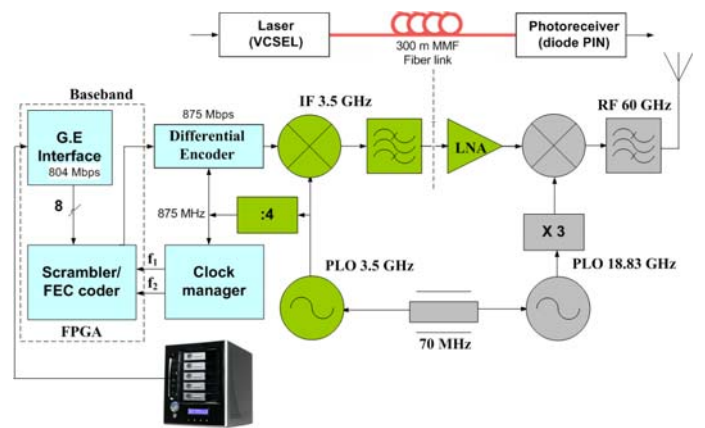 Laser
(VCSEL)
300 m MMF
Fiber link
Photoreceiver
(diode PIN)
Baseband
G.E
Interface
804 Mbps
8
Scrambler/
FEC coder
FPGA
875 Mbps
Differential
Encoder
875 MHz
:4
f1
f2
Clock
manager
IF 3.5 GHz
PLO 3.5 GHz
LNA
RF 60 GHz
X 3
PLO 18.83 GHz
70 MHz